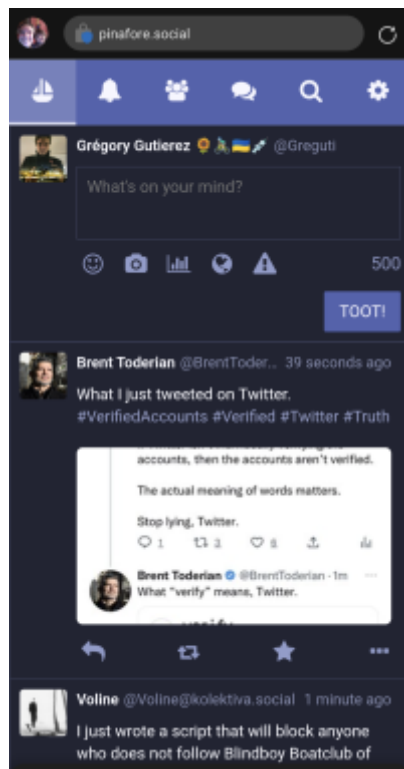 pinafore.social
Grégory Gutierez 🌻🚴🇺🇦💉 @Greguti
What's on your mind?
500
TOOT!
Brent Toderian @BrentToder... 39 seconds ago
What I just tweeted on Twitter.
#VerifiedAccounts #Verified #Twitter #Truth
accounts, then the accounts aren't verified.
The actual meaning of words matters.
Stop lying, Twitter.
1
Brent Toderian @BrentToderian · 1m
What "verify" means, Twitter.
Voline @Voline@kolektiva.social 1 minute ago
I just wrote a script that will block anyone
who does not follow Blindboy Boatclub of